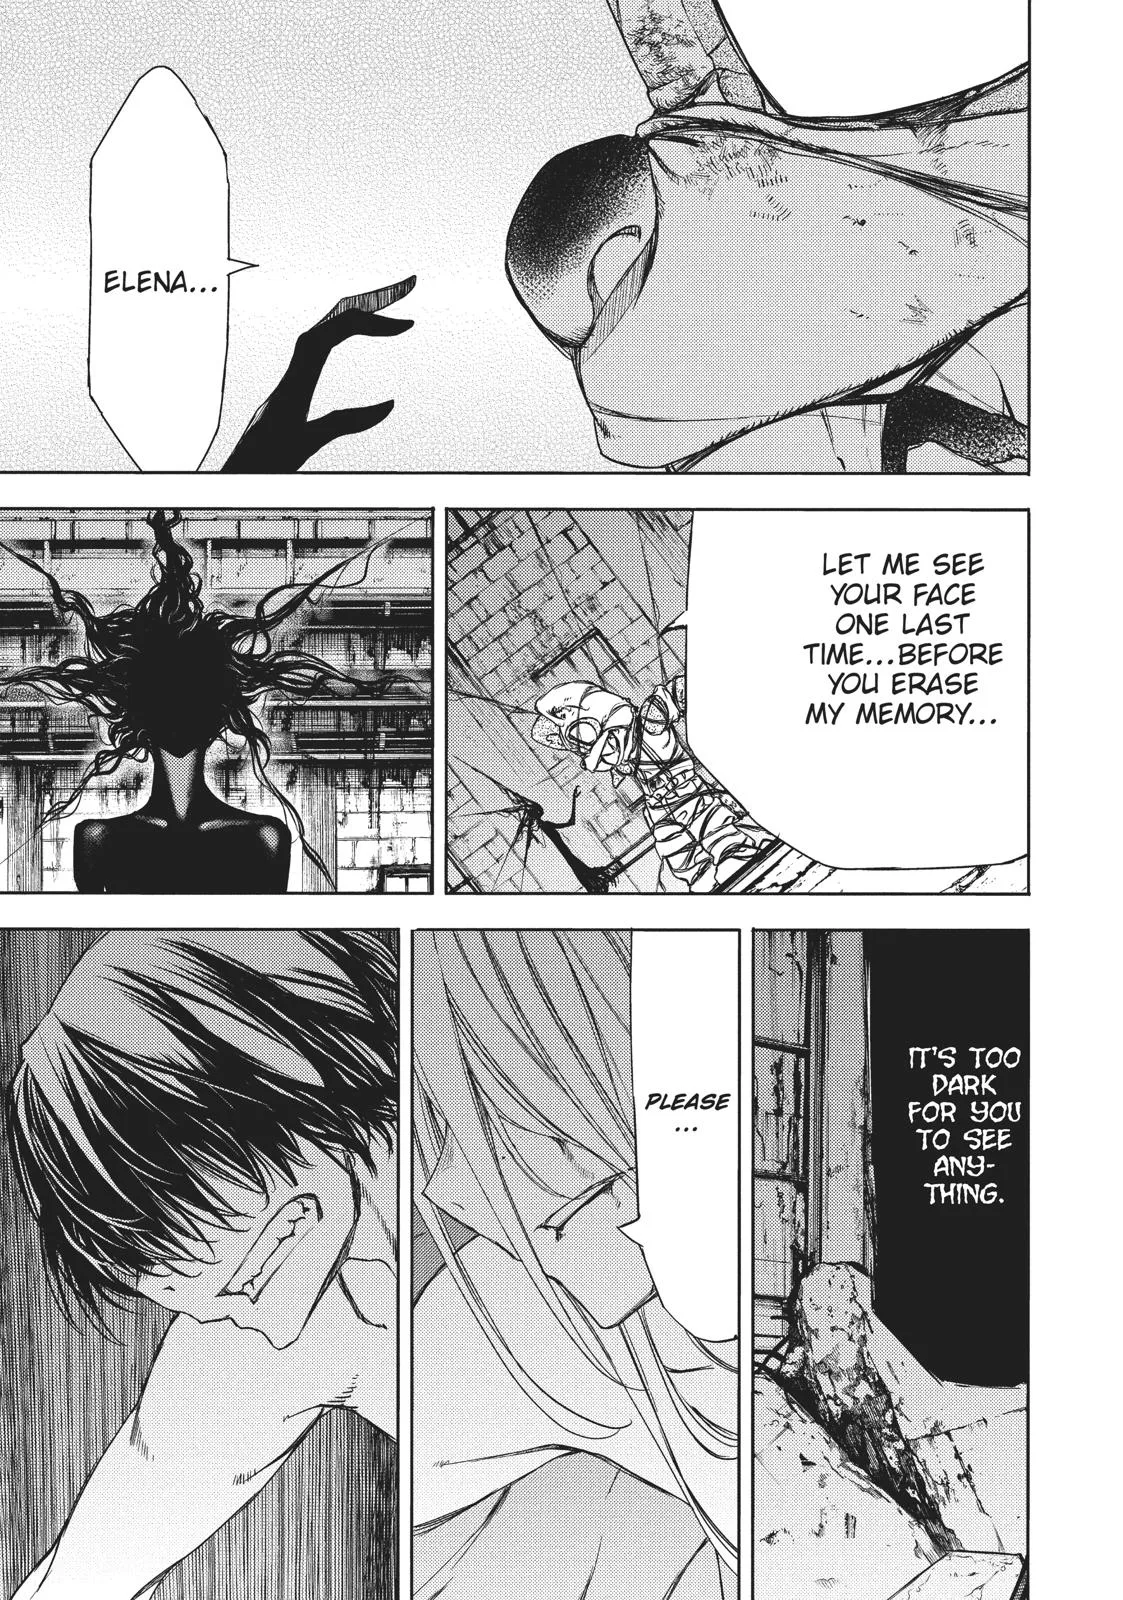 ELENA...
LET ME SEE
YOUR FACE
ONE LAST
TIME...BEFORE
YOU ERASE
MY MEMORY...
IT'S TOO
DARK
FOR YOU
TO SEE
ANY-
THING.
PLEASE
...